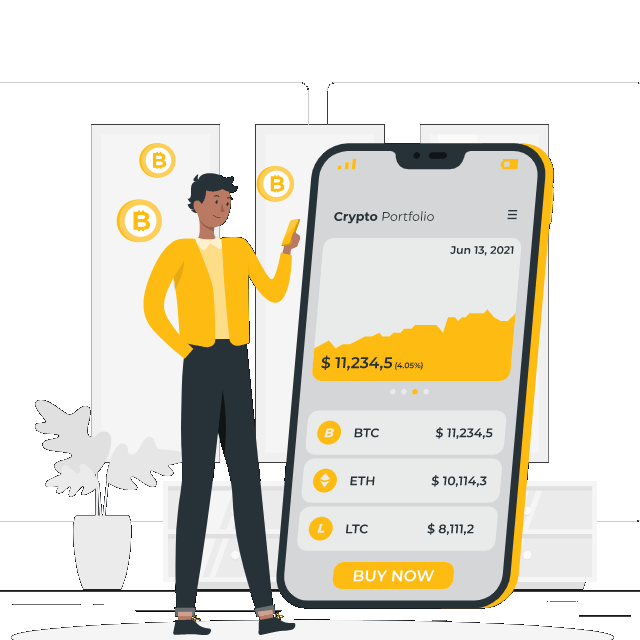 Crypto Portfolio
Jun 13, 2021
$ 11,234,5 (4.05%)
BTC $ 11,234,5
ETH $ 10,114,3
LTC $ 8,111,2
BUY NOW